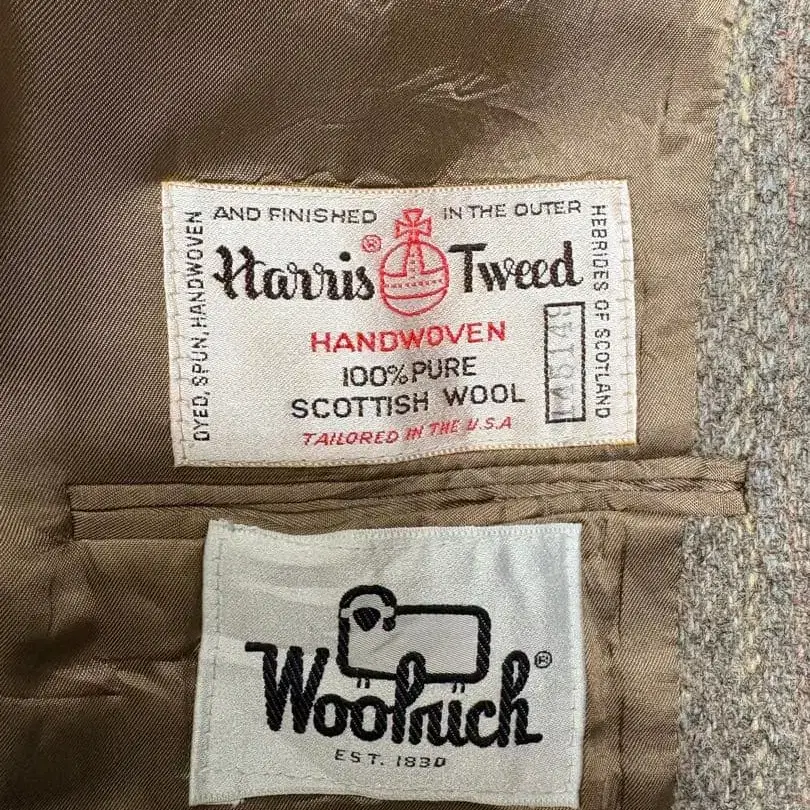 AND FINISHED IN THE OUTER
DYED, SPUN, HANDWOVEN
HEBRIDES OF SCOTLAND
Harris® Tweed
HANDWOVEN
100% PURE
SCOTTISH WOOL
TAILORED IN THE U.S.A
Woolrich®
EST. 1830